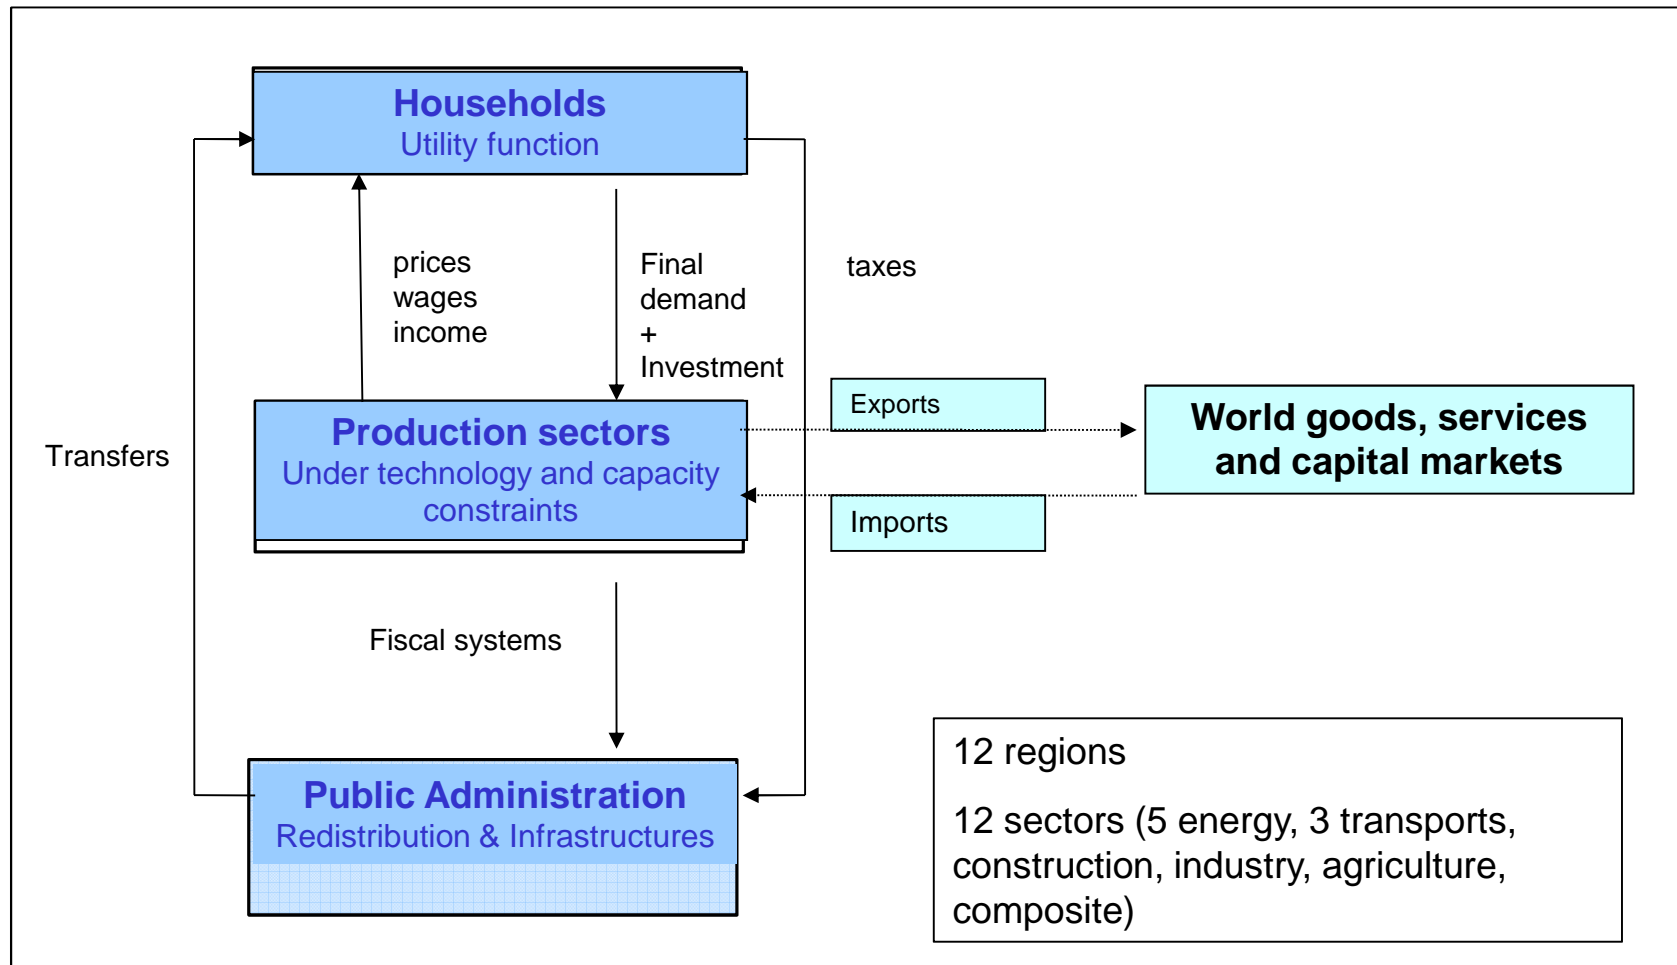 Households
Utility function
prices
wages
income
Final
demand
+
Investment
taxes
Transfers
Production sectors
Under technology and capacity
constraints
Exports
Imports
World goods, services
and capital markets
Fiscal systems
Public Administration
Redistribution & Infrastructures
12 regions
12 sectors (5 energy, 3 transports,
construction, industry, agriculture,
composite)